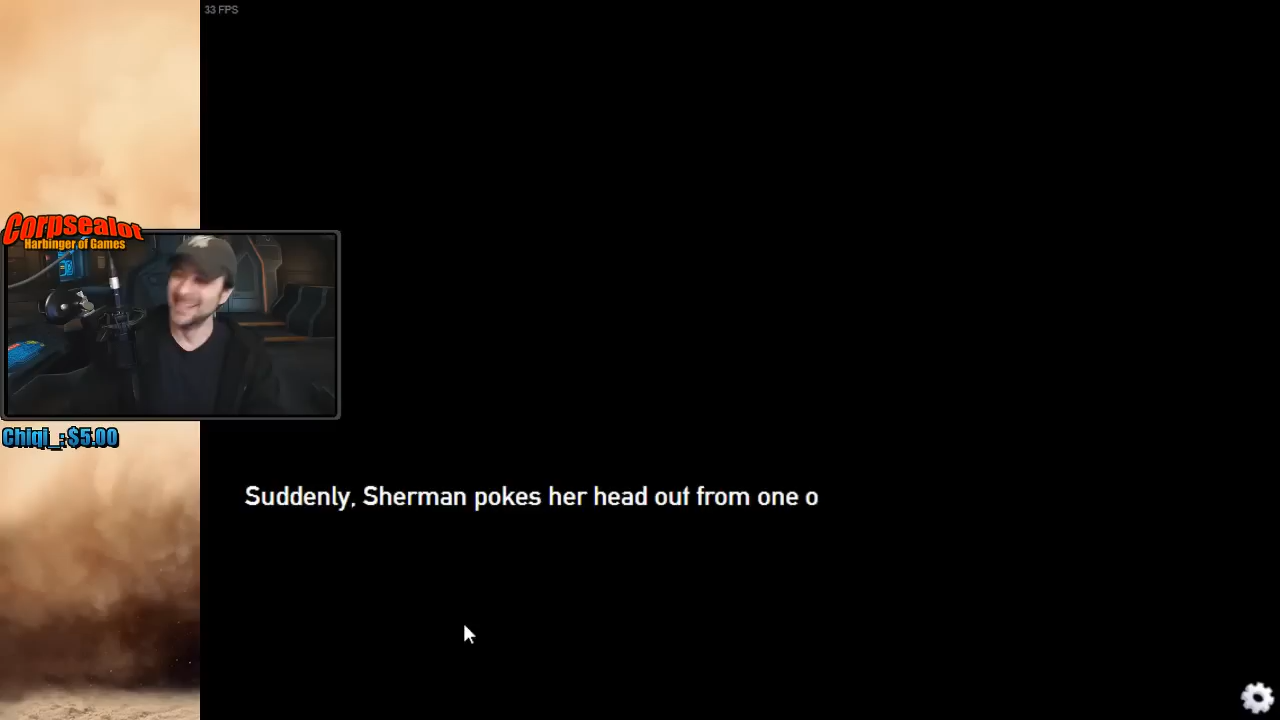 33 FPS
Corpsealot
Harbinger of Games
Chiqi_: $5.00
Suddenly, Sherman pokes her head out from one o